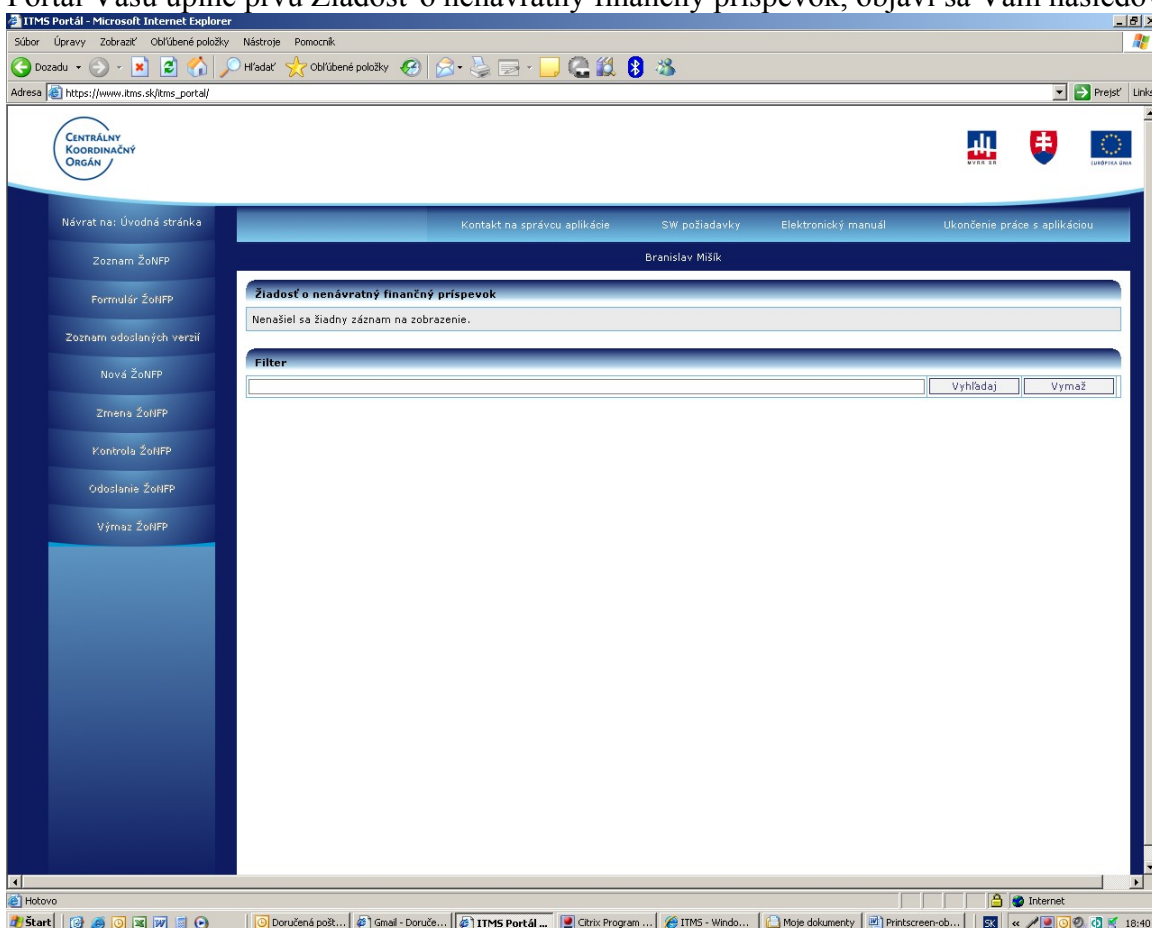 Portál Vašu úplne prvú Žiadosť o nenávratný finančný príspevok, objaví sa Vám následov
ITMS Portál - Microsoft Internet Explorer
Súbor Úpravy Zobraziť Obľúbené položky Nástroje Pomocník
Dozadu Hľadať Obľúbené položky
Adresa https://www.itms.sk/itms_portal/ Prejsť Links
CENTRÁLNY
KOORDINAČNÝ
ORGÁN
MVRR SR EURÓPSKA ÚNIA
Návrat na: Úvodná stránka
Kontakt na správcu aplikácie SW požiadavky Elektronický manuál Ukončenie práce s aplikáciou
Zoznam ŽoNFP
Branislav Mišík
Formulár ŽoNFP
Žiadosť o nenávratný finančný príspevok
Nenašiel sa žiadny záznam na zobrazenie.
Zoznam odoslaných verzií
Filter
Nová ŽoNFP
Vyhľadaj Vymaž
Zmena ŽoNFP
Kontrola ŽoNFP
Odoslanie ŽoNFP
Výmaz ŽoNFP
Hotovo Internet
Štart Doručená pošt... Gmail - Doruče... ITMS Portál ... Citrix Program ... ITMS - Windo... Moje dokumenty Printscreen-ob... SK « 18:40